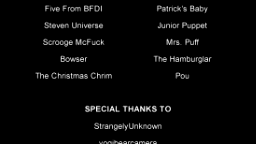 Five From BFDI
Patrick's Baby
Steven Universe
Junior Puppet
Scrooge McFuck
Mrs. Puff
Bowser
The Hamburglar
The Christmas Chrim
Pou
SPECIAL THANKS TO
StrangelyUnknown
yogibearcamera